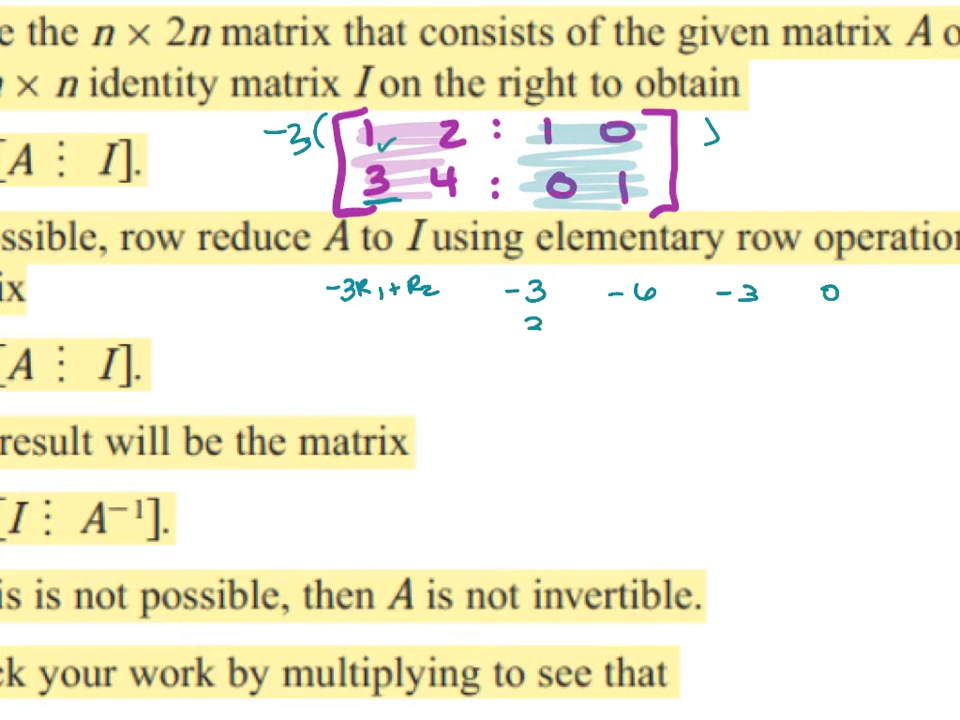 e the n × 2n matrix that consists of the given matrix A o
× n identity matrix I on the right to obtain
-3( [ 1 2 : 1 0 ] )
[A ⋮ I].
3 4 : 0 1
ssible, row reduce A to I using elementary row operation
ix
-3R₁+R₂ -3 -6 -3 0
3
[A ⋮ I].
result will be the matrix
[I ⋮ A⁻¹].
is is not possible, then A is not invertible.
ck your work by multiplying to see that